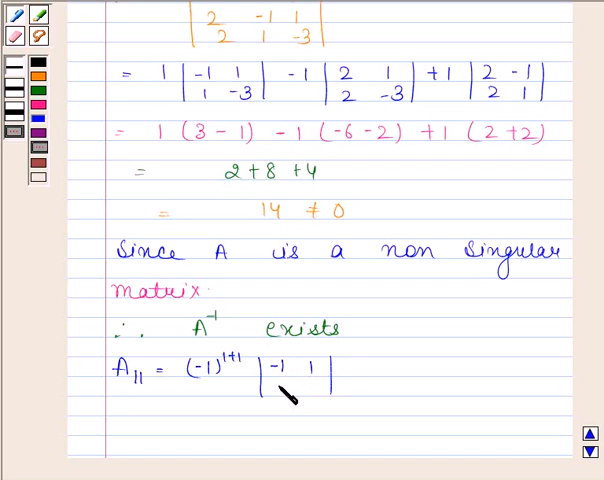 | 2 -1 1 |
| 2 1 -3 |
= 1 | -1 1 | -1 | 2 1 | +1 | 2 -1 |
| 1 -3 | | 2 -3 | | 2 1 |
= 1 (3 - 1) -1 (-6 -2) +1 (2+2)
= 2 + 8 + 4
= 14 ≠ 0
Since A is a non singular
matrix.
∴ A⁻¹ exists
A₁₁ = (-1)¹⁺¹ | -1 1 |